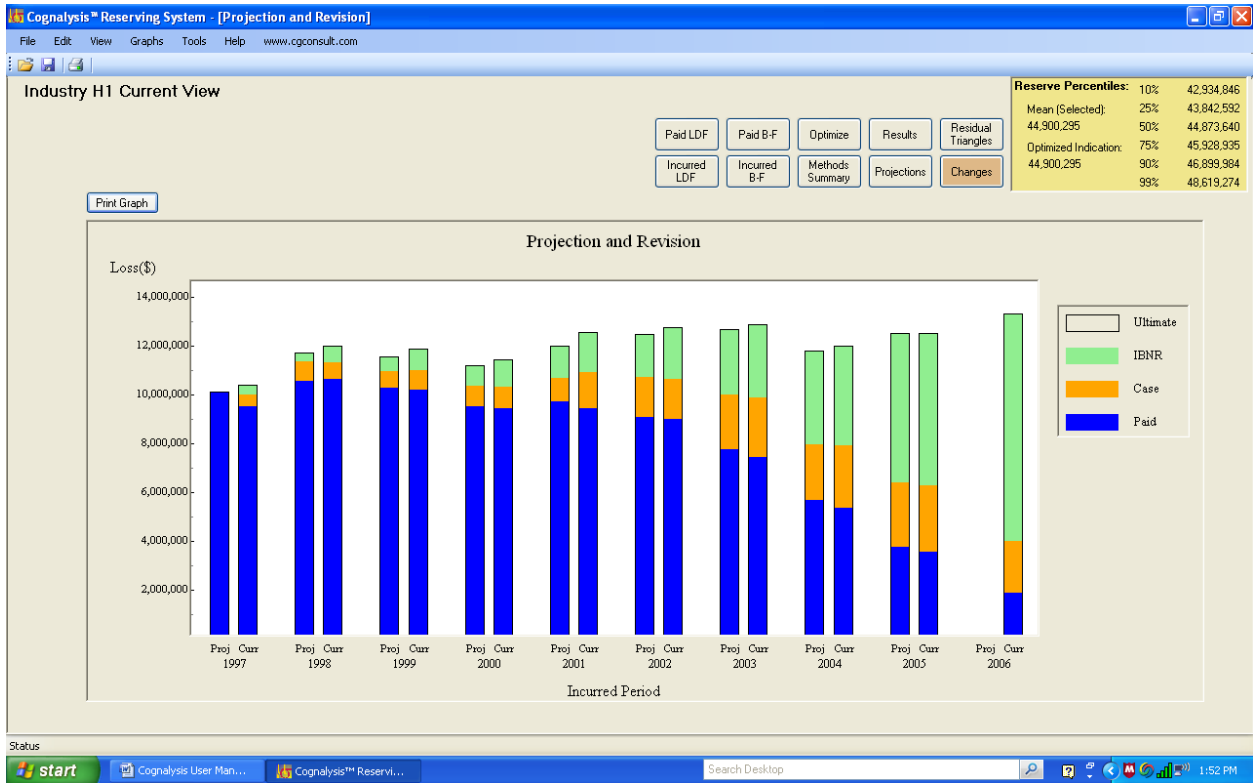 Cognalysis™ Reserving System - [Projection and Revision]
File Edit View Graphs Tools Help www.cgconsult.com
Industry H1 Current View
Paid LDF Paid B-F Optimize Results Residual Triangles
Incurred LDF Incurred B-F Methods Summary Projections Changes
Reserve Percentiles: 10% 42,934,846
Mean (Selected): 25% 43,842,592
44,900,295 50% 44,873,640
Optimized Indication: 75% 45,928,935
44,900,295 90% 46,899,984
99% 48,619,274
Print Graph
Projection and Revision
Loss($)
14,000,000
12,000,000
10,000,000
8,000,000
6,000,000
4,000,000
2,000,000
Ultimate
IBNR
Case
Paid
Proj Curr Proj Curr Proj Curr Proj Curr Proj Curr Proj Curr Proj Curr Proj Curr Proj Curr Proj Curr
1997 1998 1999 2000 2001 2002 2003 2004 2005 2006
Incurred Period
Status
start Cognalysis User Man... Cognalysis™ Reservi... Search Desktop 1:52 PM